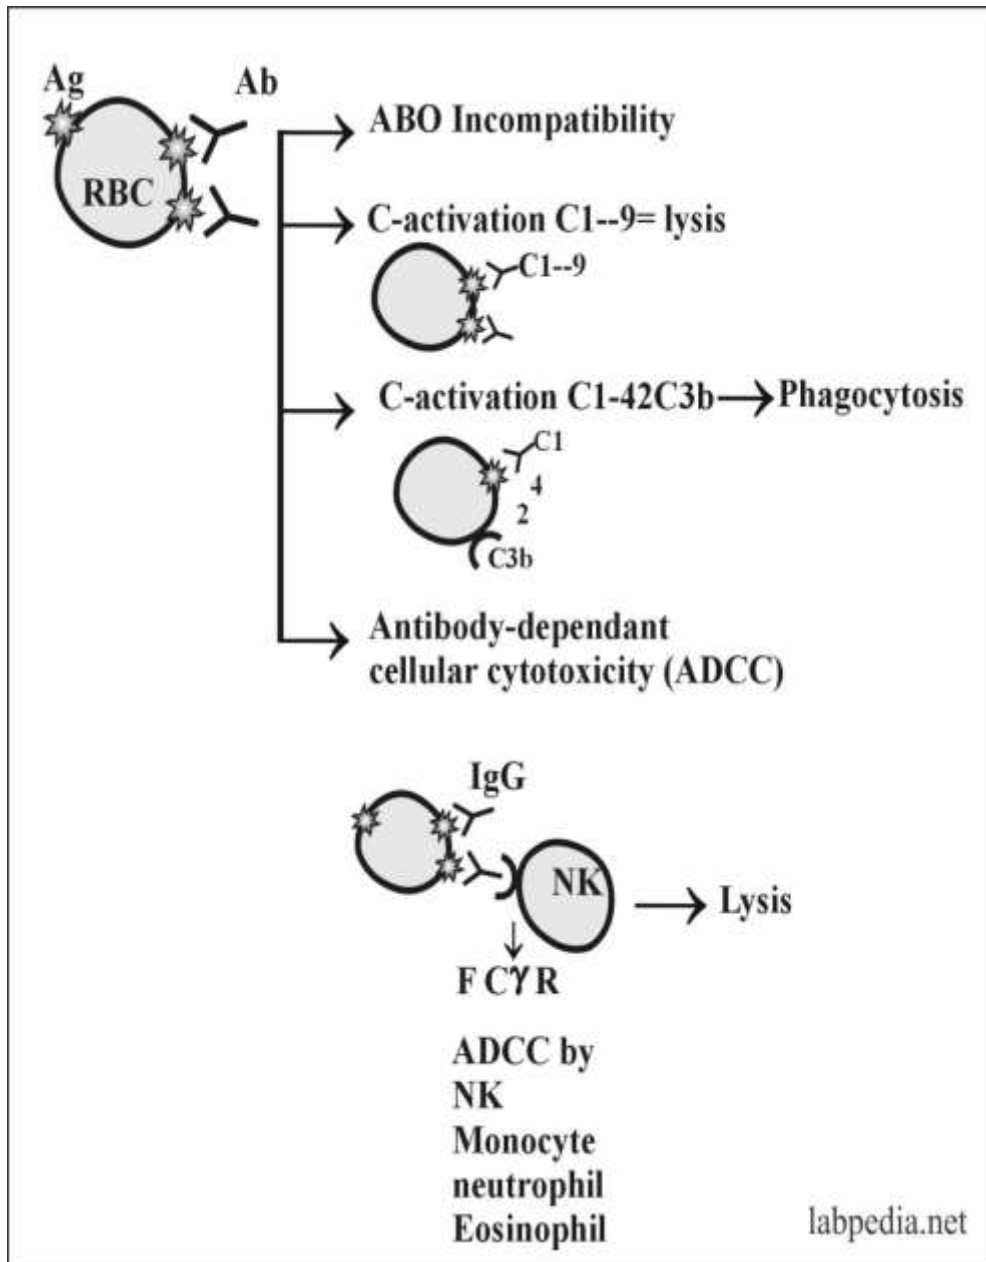 Ag
Ab
RBC
ABO Incompatibility
C-activation C1--9= lysis
C1--9
C-activation C1-42C3b
Phagocytosis
C1
4
2
C3b
Antibody-dependant
cellular cytotoxicity (ADCC)
IgG
NK
Lysis
F CγR
ADCC by
NK
Monocyte
neutrophil
Eosinophil
labpedia.net